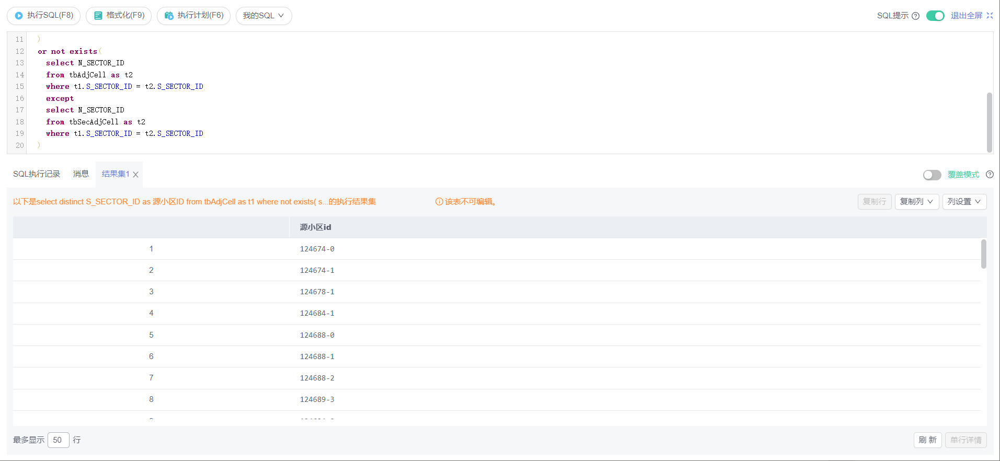 执行SQL(F8) 格式化(F9) 执行计划(F6) 我的SQL SQL提示 退出全屏
11 )
12 or not exists(
13 select N_SECTOR_ID
14 from tbAdjCell as t2
15 where t1.S_SECTOR_ID = t2.S_SECTOR_ID
16 except
17 select N_SECTOR_ID
18 from tbSecAdjCell as t2
19 where t1.S_SECTOR_ID = t2.S_SECTOR_ID
20 )
SQL执行记录 消息 结果集1 覆盖模式
以下是select distinct S_SECTOR_ID as 源小区ID from tbAdjCell as t1 where not exists( s...的执行结果集 该表不可编辑。 复制行 复制列 列设置
源小区id
1 124674-0
2 124674-1
3 124678-1
4 124684-1
5 124688-0
6 124688-1
7 124688-2
8 124689-3
最多显示 50 行 刷 新 单行详情